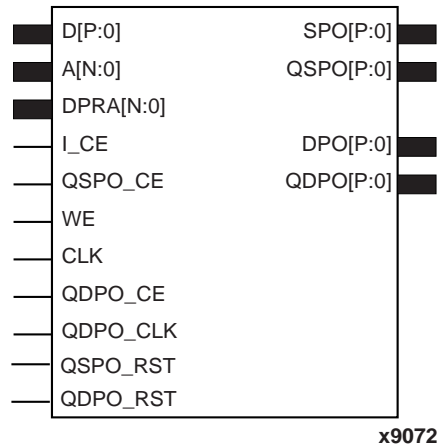 D[P:0] SPO[P:0]
A[N:0] QSPO[P:0]
DPRA[N:0]
I_CE DPO[P:0]
QSPO_CE QDPO[P:0]
WE
CLK
QDPO_CE
QDPO_CLK
QSPO_RST
QDPO_RST
x9072